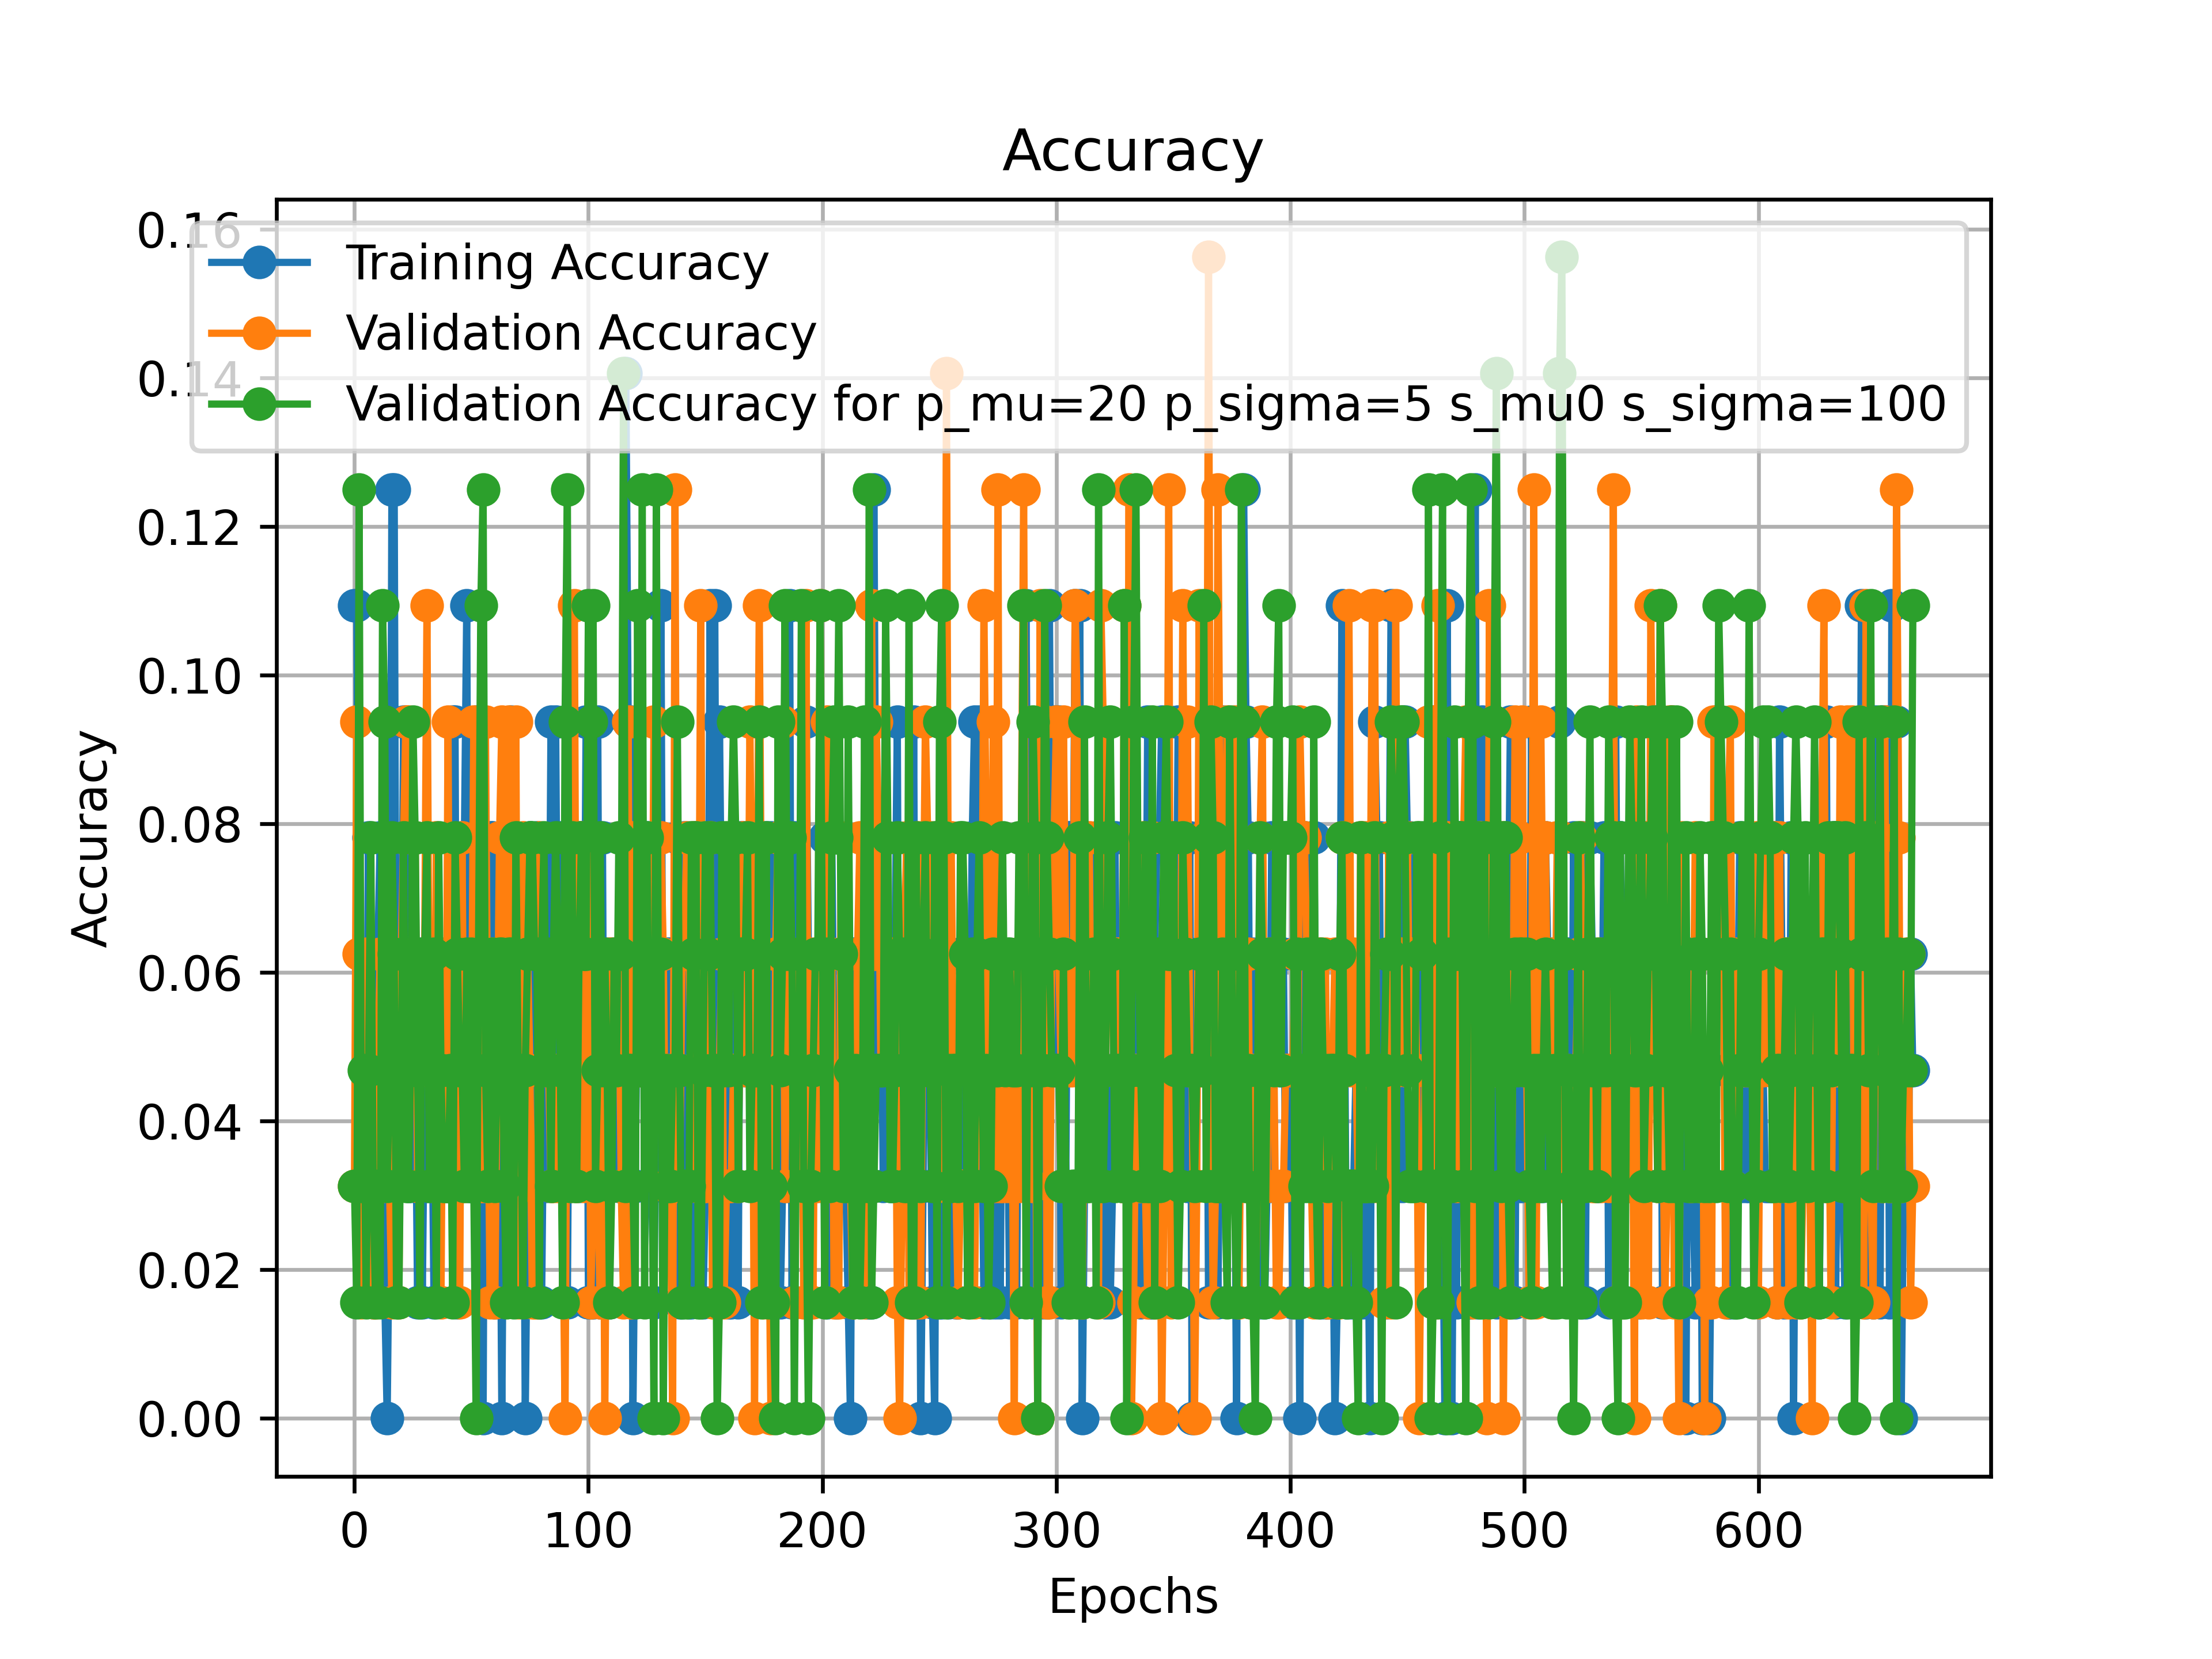 Accuracy
0.16
Training Accuracy
Validation Accuracy
0.14
Validation Accuracy for p_mu=20 p_sigma=5 s_mu0 s_sigma=100
0.12
0.10
0.08
0.06
0.04
0.02
0.00
Accuracy
0 100 200 300 400 500 600
Epochs